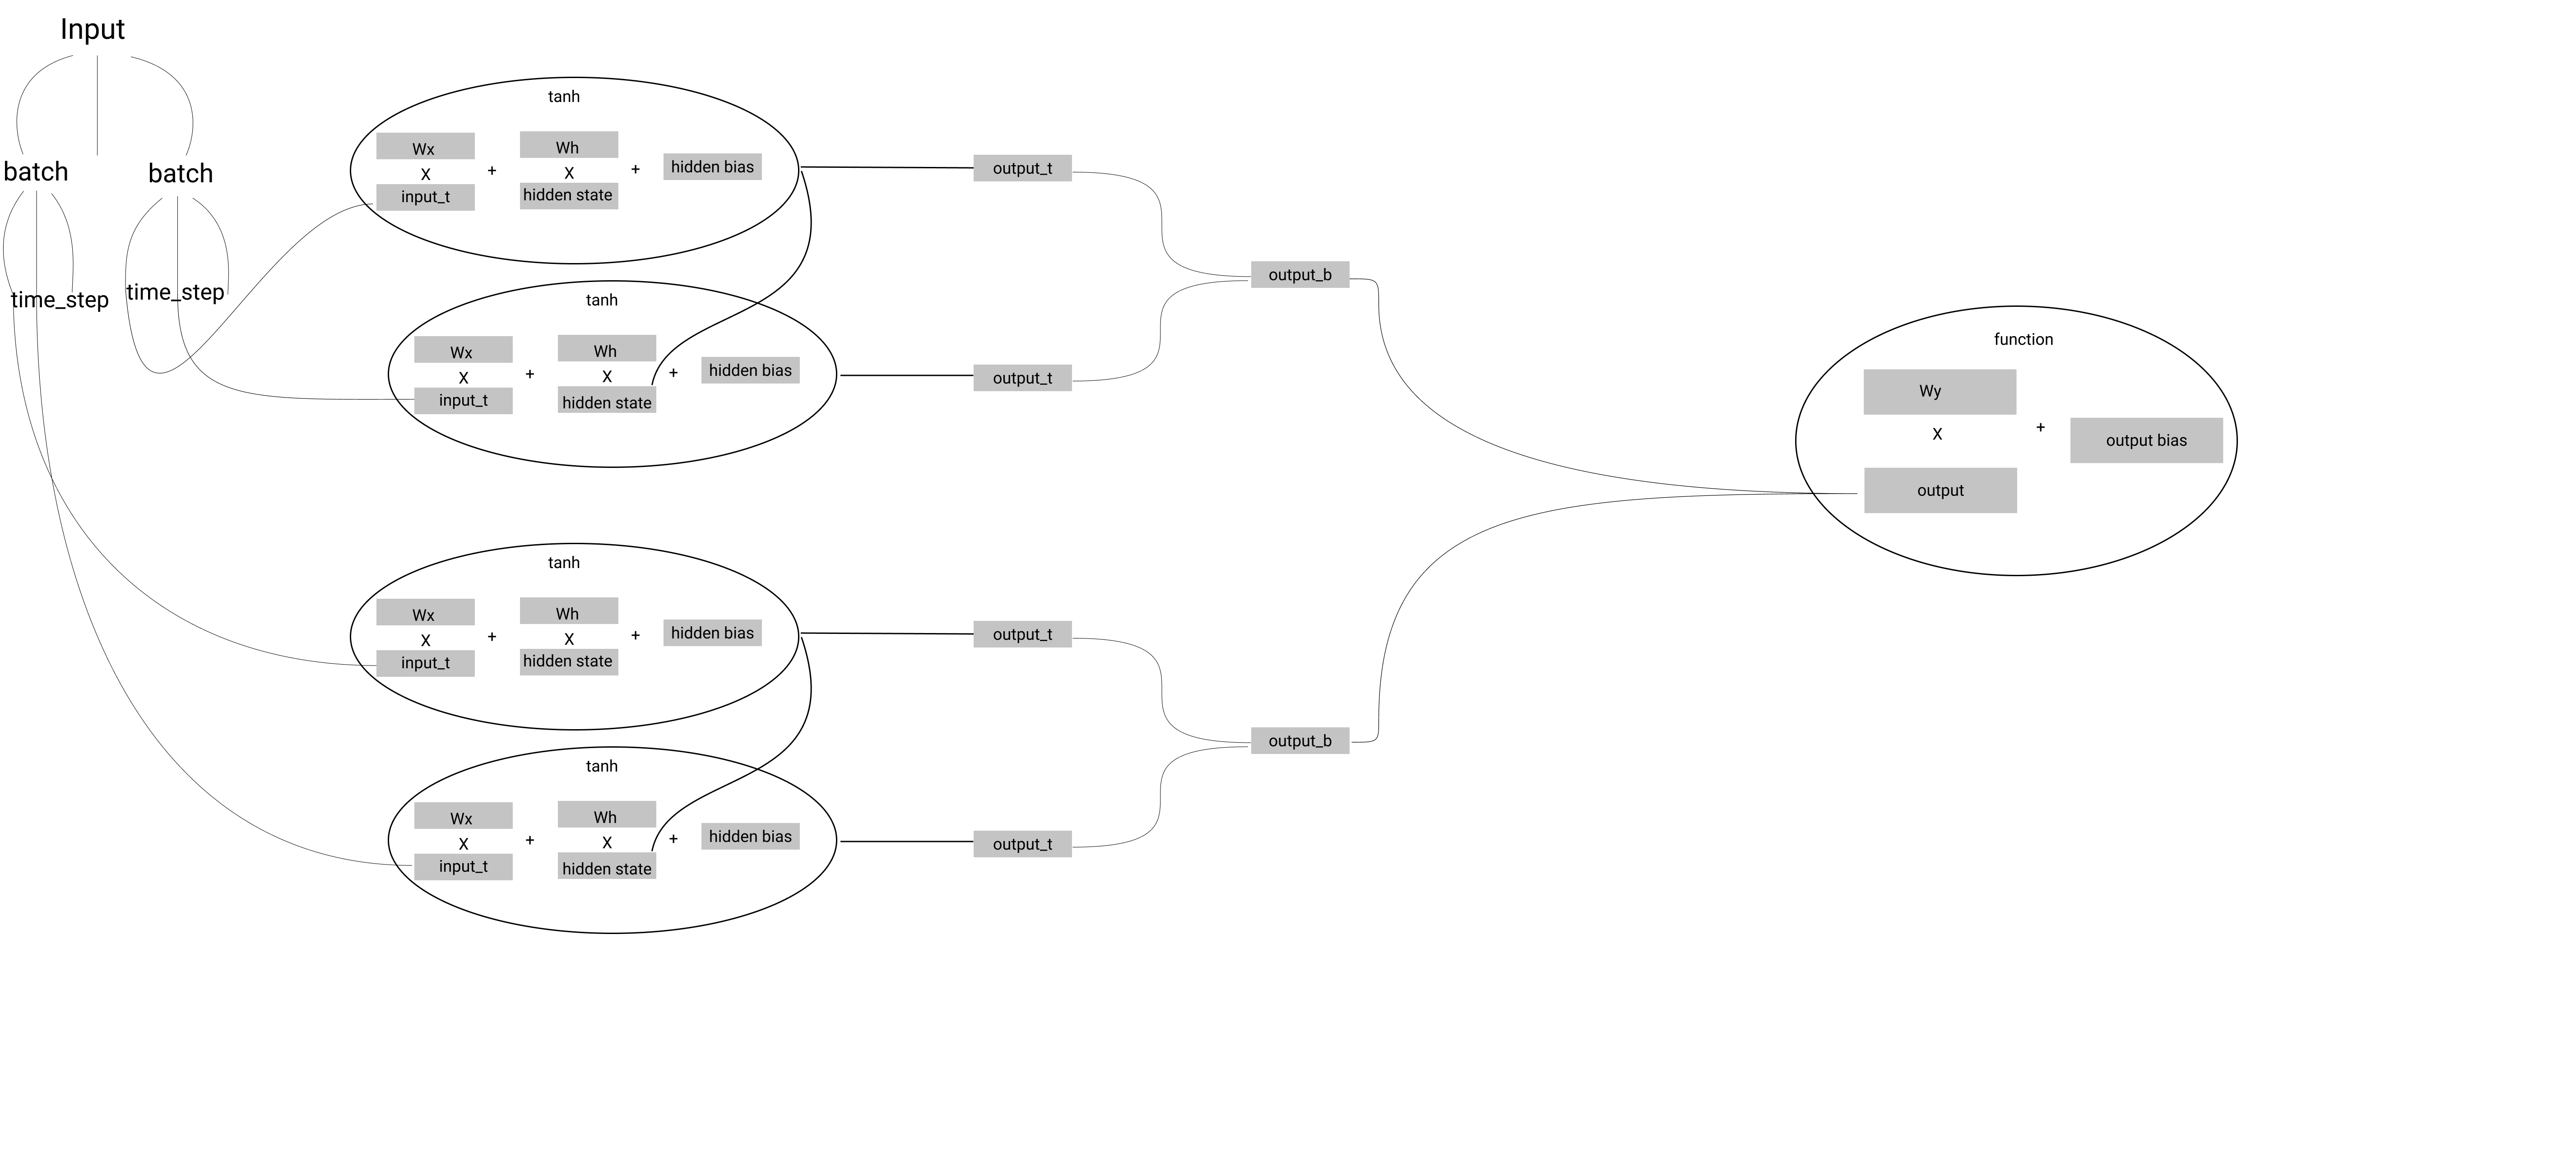 Input
batch
batch
time_step
time_step
tanh
Wx
X
input_t
+
Wh
X
hidden state
+
hidden bias
output_t
tanh
Wx
X
input_t
+
Wh
X
hidden state
+
hidden bias
output_t
output_b
tanh
Wx
X
input_t
+
Wh
X
hidden state
+
hidden bias
output_t
tanh
Wx
X
input_t
+
Wh
X
hidden state
+
hidden bias
output_t
output_b
function
Wy
X
output
+
output bias